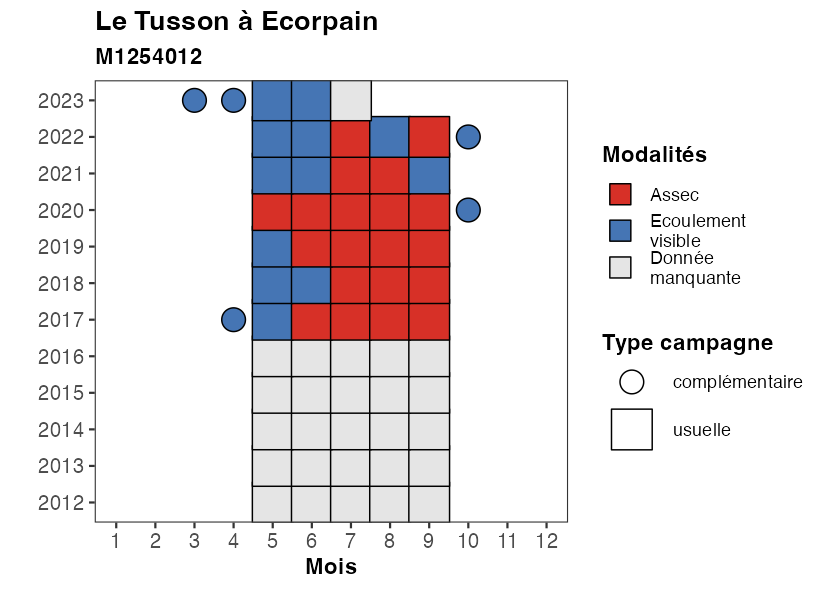 Le Tusson à Ecorpain
M1254012
2023
2022
2021
2020
2019
2018
2017
2016
2015
2014
2013
2012
1 2 3 4 5 6 7 8 9 10 11 12
Mois
Modalités
Assec
Ecoulement
visible
Donnée
manquante
Type campagne
complémentaire
usuelle